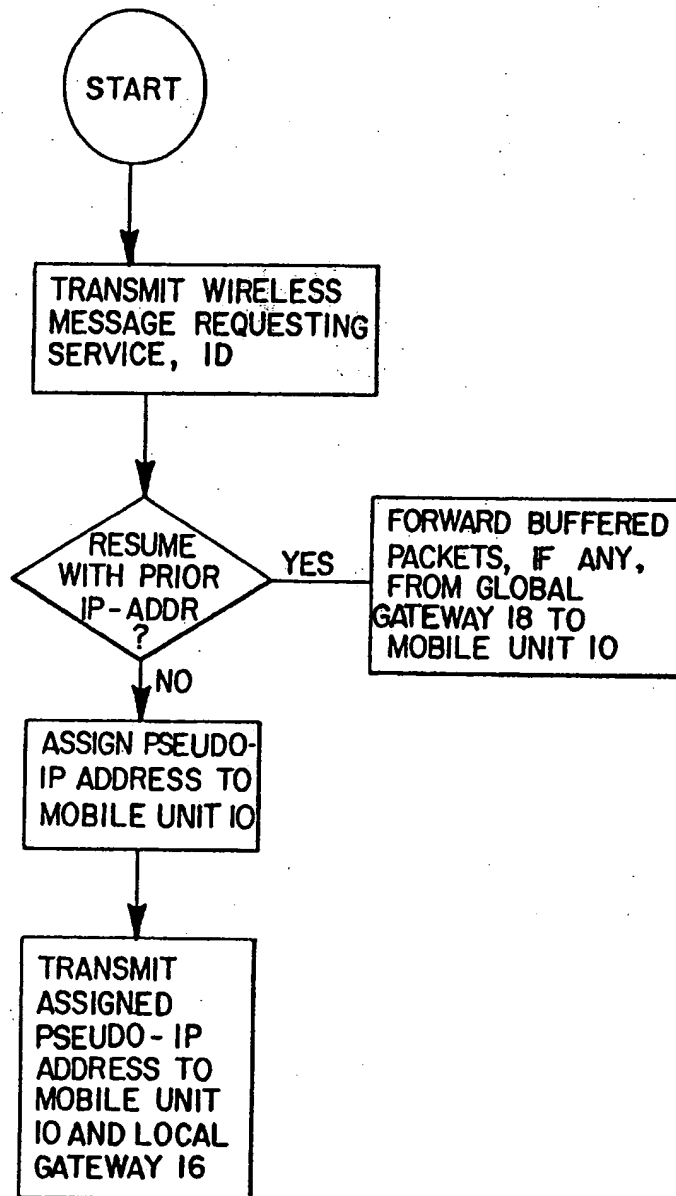 START
TRANSMIT WIRELESS
MESSAGE REQUESTING
SERVICE, ID
RESUME
WITH PRIOR
IP-ADDR
?
YES
FORWARD BUFFERED
PACKETS, IF ANY,
FROM GLOBAL
GATEWAY 18 TO
MOBILE UNIT 10
NO
ASSIGN PSEUDO-
IP ADDRESS TO
MOBILE UNIT 10
TRANSMIT
ASSIGNED
PSEUDO-IP
ADDRESS TO
MOBILE UNIT
10 AND LOCAL
GATEWAY 16